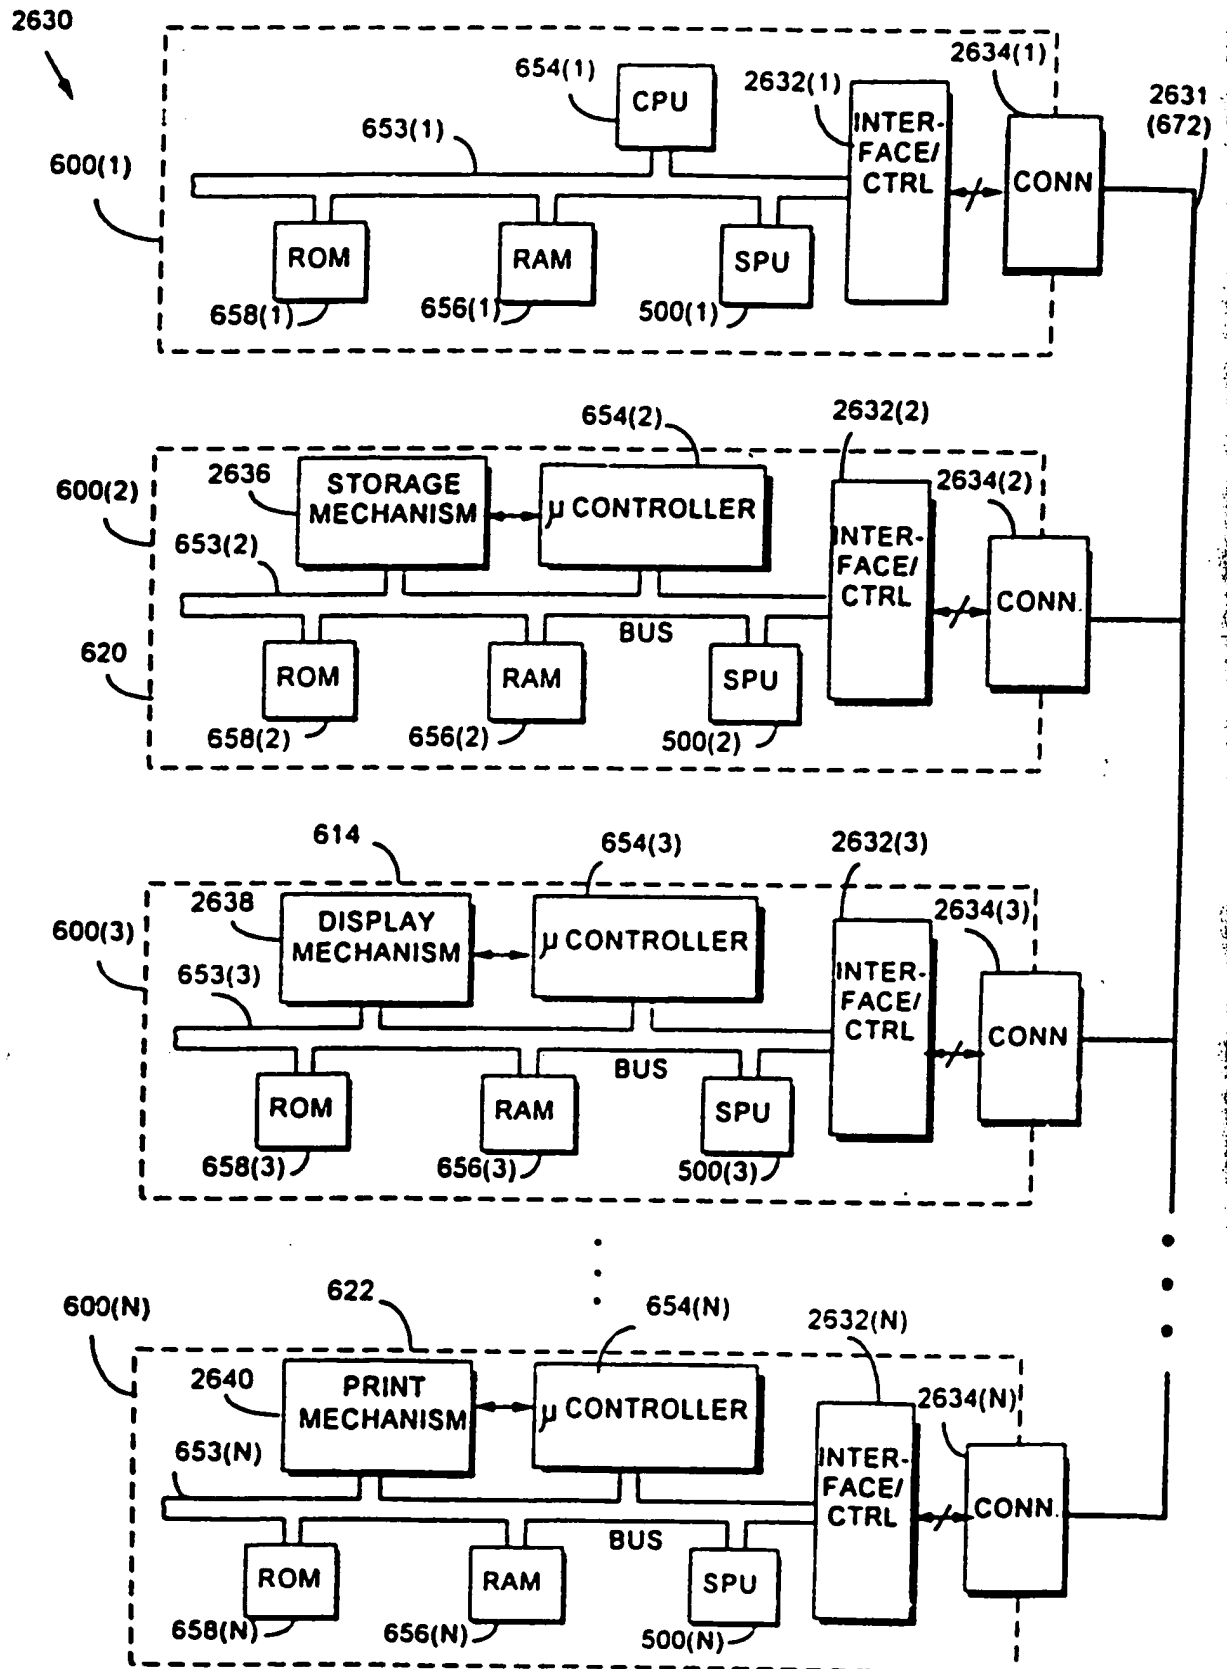 2630
654(1)
CPU
2632(1)
INTER-
FACE/
CTRL
2634(1)
CONN
2631
(672)
653(1)
600(1)
ROM
RAM
SPU
658(1)
656(1)
500(1)
654(2)
2632(2)
2636
STORAGE
MECHANISM
µ CONTROLLER
600(2)
2634(2)
INTER-
FACE/
CTRL
653(2)
CONN.
BUS
620
ROM
RAM
SPU
658(2)
656(2)
500(2)
614
654(3)
2632(3)
2638
DISPLAY
MECHANISM
µ CONTROLLER
2634(3)
600(3)
INTER-
FACE/
CTRL
653(3)
CONN
BUS
ROM
RAM
SPU
658(3)
656(3)
500(3)
622
654(N)
600(N)
2632(N)
2640
PRINT
MECHANISM
µ CONTROLLER
2634(N)
653(N)
INTER-
FACE/
CTRL
CONN.
BUS
ROM
RAM
SPU
658(N)
656(N)
500(N)